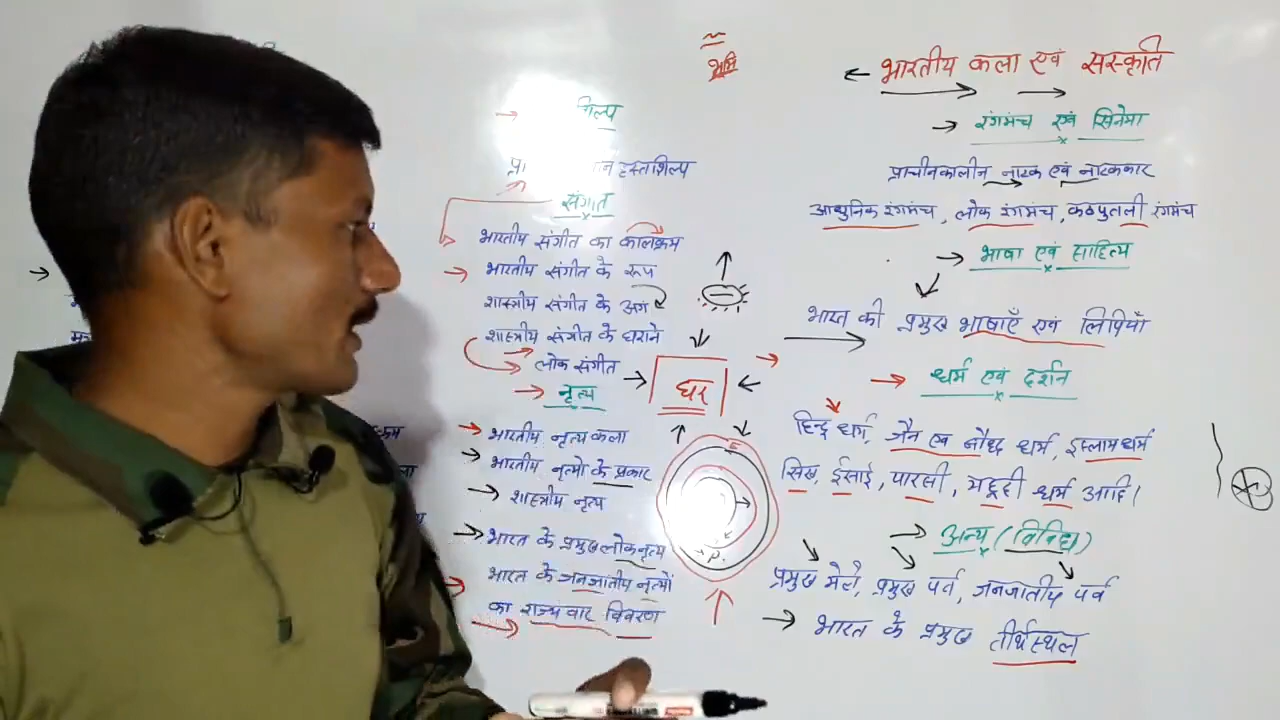 भारतीय कला एवं संस्कृति
रंगमंच एवं सिनेमा
प्राचीनकालीन नाटक एवं नाटककार
आधुनिक रंगमंच, लोक रंगमंच, कठपुतली रंगमंच
भाषा एवं साहित्य
भारत की प्रमुख भाषाएँ एवं लिपियाँ
धर्म एवं दर्शन
हिन्दू धर्म, जैन एवं बौध्द धर्म, इस्लाम धर्म
सिख, ईसाई, पारसी, यहूदी धर्म आदि।
अन्य (विविध)
प्रमुख मेले, प्रमुख पर्व, जनजातीय पर्व
भारत के प्रमुख तीर्थस्थल
हस्तशिल्प
संगीत
भारतीय संगीत का कालक्रम
भारतीय संगीत के रूप
शास्त्रीय संगीत के अंग
शास्त्रीय संगीत के घराने
लोक संगीत
नृत्य
भारतीय नृत्य कला
भारतीय नृत्यों के प्रकार
शास्त्रीय नृत्य
भारत के प्रमुख लोकनृत्य
भारत के जनजातीय नृत्यों
का राज्यवार विवरण
घर
E
P